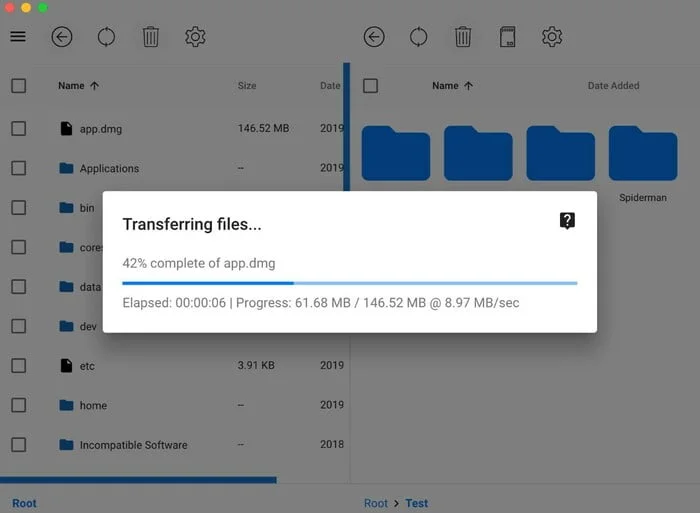 Name Size Date
Name Date Added
app.dmg 146.52 MB 2019
Applications -- 2019
bin
Spiderman
core
data
dev
Transferring files...
42% complete of app.dmg
Elapsed: 00:00:06 | Progress: 61.68 MB / 146.52 MB @ 8.97 MB/sec
etc 3.91 KB 2019
home -- 2019
Incompatible Software -- 2018
Root
Root > Test